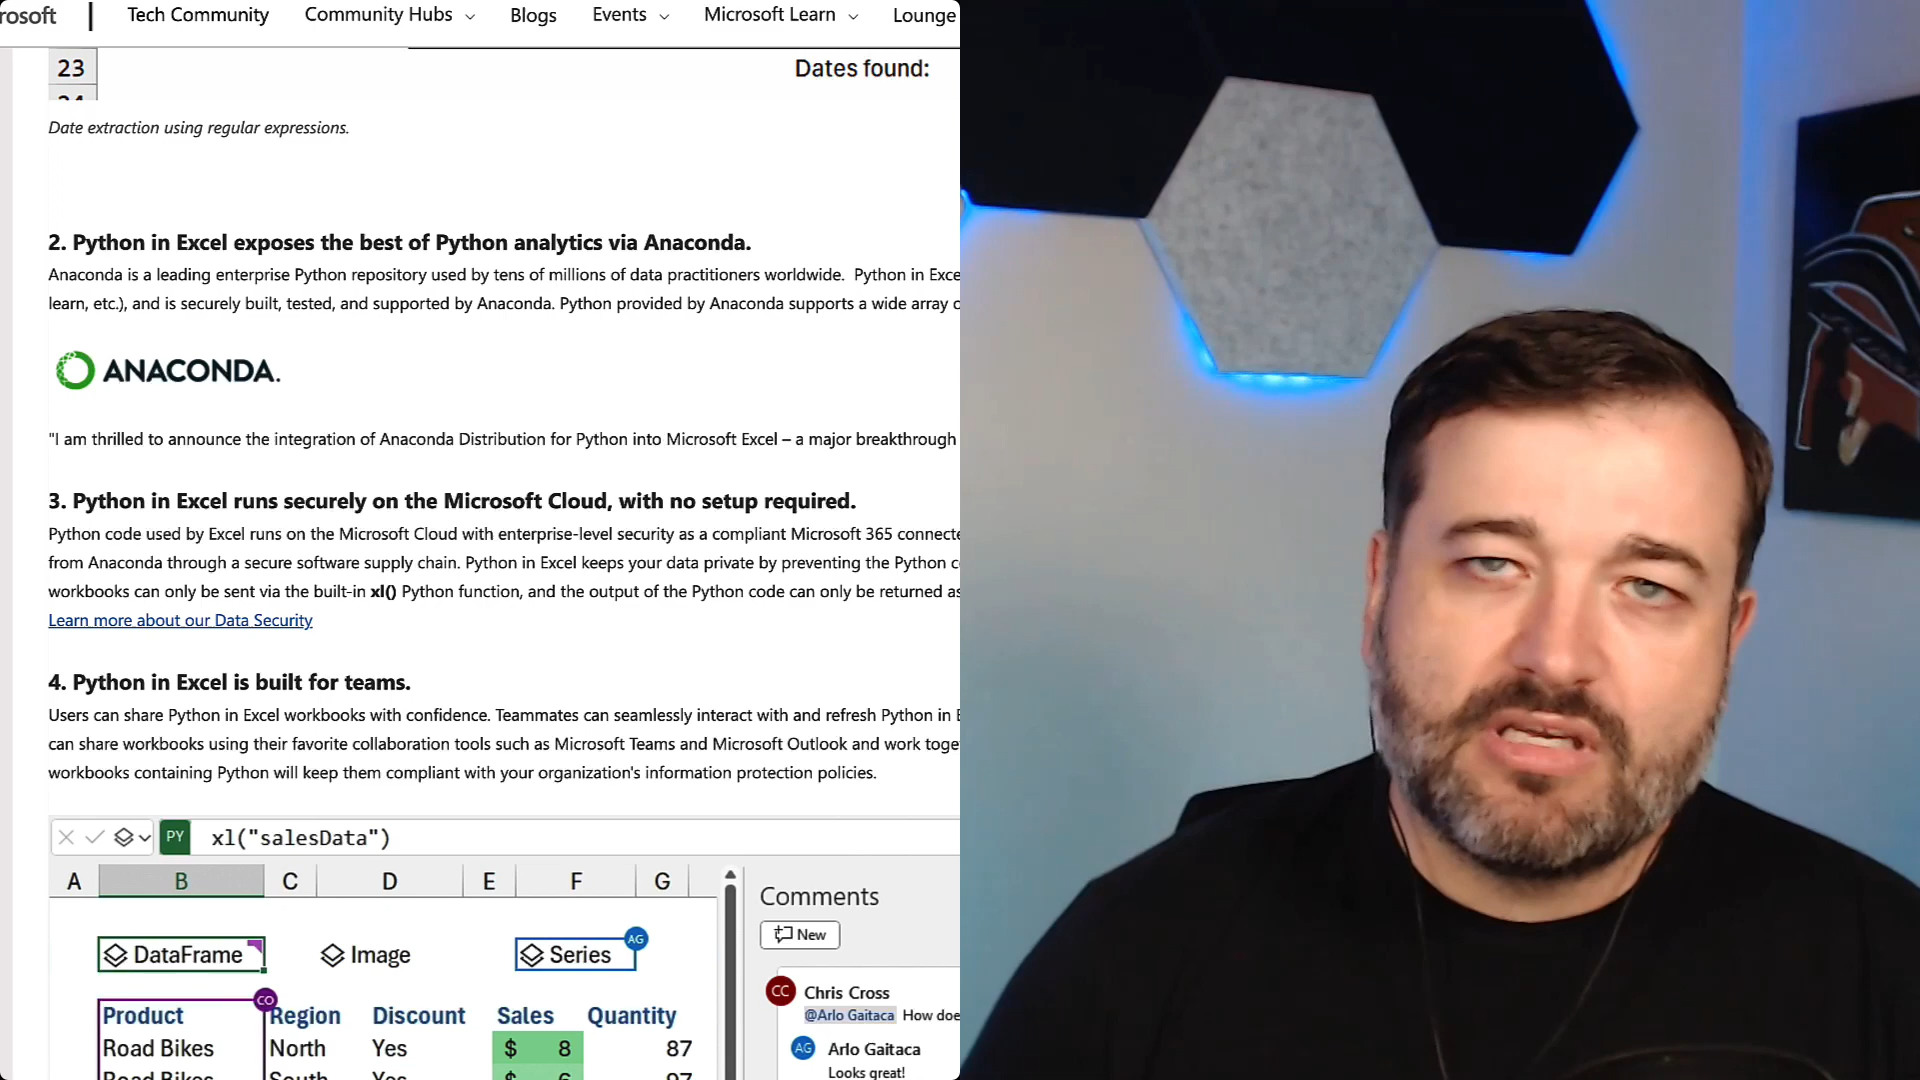 rosoft | Tech Community Community Hubs Blogs Events Microsoft Learn Lounge
23 Dates found:
Date extraction using regular expressions.
2. Python in Excel exposes the best of Python analytics via Anaconda.
Anaconda is a leading enterprise Python repository used by tens of millions of data practitioners worldwide.  Python in Exce
learn, etc.), and is securely built, tested, and supported by Anaconda. Python provided by Anaconda supports a wide array
ANACONDA.
"I am thrilled to announce the integration of Anaconda Distribution for Python into Microsoft Excel – a major breakthrough
3. Python in Excel runs securely on the Microsoft Cloud, with no setup required.
Python code used by Excel runs on the Microsoft Cloud with enterprise-level security as a compliant Microsoft 365 connecte
from Anaconda through a secure software supply chain. Python in Excel keeps your data private by preventing the Python c
workbooks can only be sent via the built-in xl() Python function, and the output of the Python code can only be returned as
Learn more about our Data Security
4. Python in Excel is built for teams.
Users can share Python in Excel workbooks with confidence. Teammates can seamlessly interact with and refresh Python in E
can share workbooks using their favorite collaboration tools such as Microsoft Teams and Microsoft Outlook and work toge
workbooks containing Python will keep them compliant with your organization's information protection policies.
PY xl("salesData")
A B C D E F G
Comments
New
AG
DataFrame Image Series
CC Chris Cross
CO
@Arlo Gaitaca How doe
Product Region Discount Sales Quantity
Road Bikes North Yes $ 8 87
AG Arlo Gaitaca
Looks great!